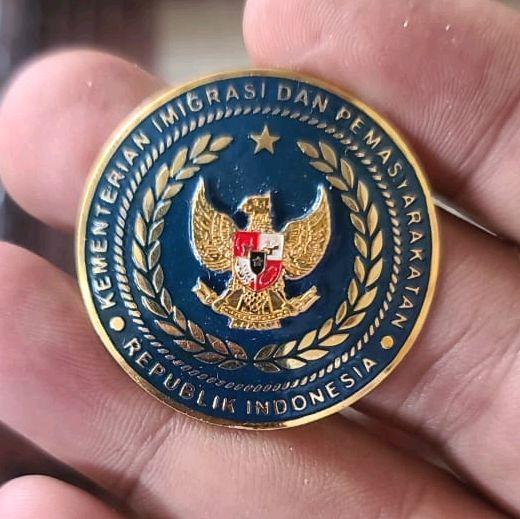 KEMENTERIAN IMIGRASI DAN PEMASYARAKATAN
REPUBLIK INDONESIA